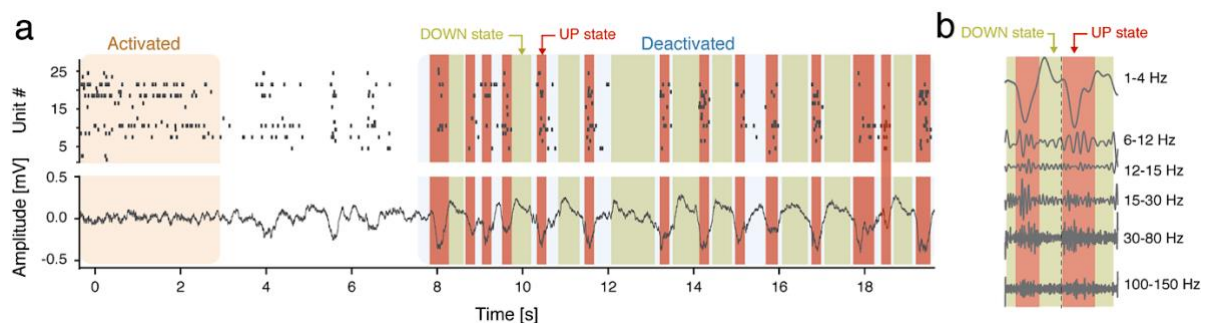 a
Activated
DOWN state
UP state
Deactivated
Unit #
25
15
5
Amplitude [mV]
0.5
0.0
-0.5
0 2 4 6 8 10 12 14 16 18
Time [s]
b
DOWN state
UP state
1-4 Hz
6-12 Hz
12-15 Hz
15-30 Hz
30-80 Hz
100-150 Hz